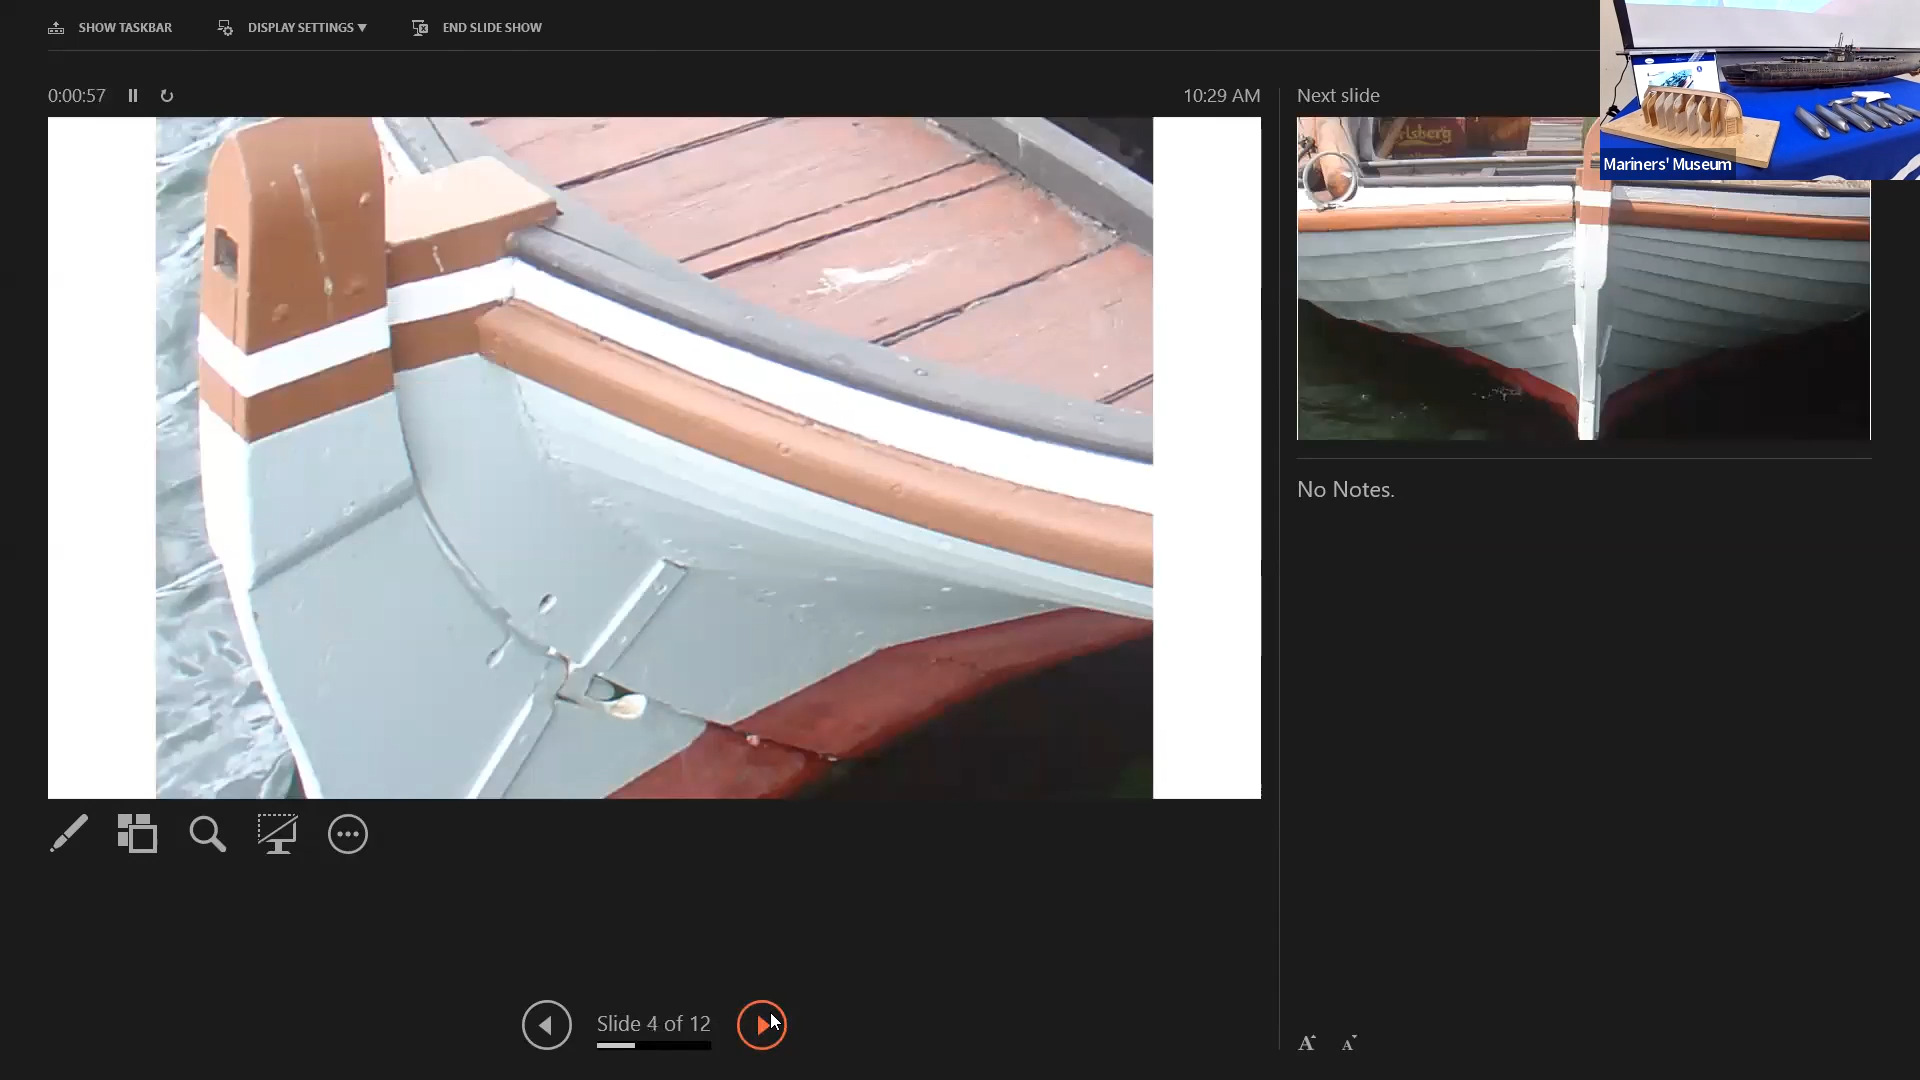 SHOW TASKBAR
DISPLAY SETTINGS ▼
END SLIDE SHOW
0:00:57
10:29 AM
Next slide
Mariners' Museum
No Notes.
Slide 4 of 12
A
A